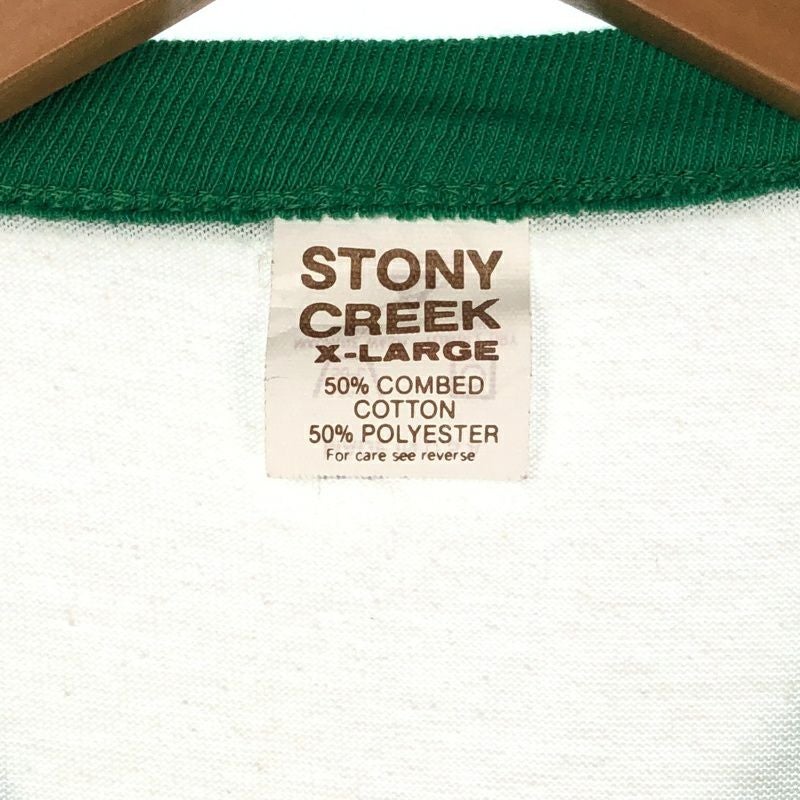 STONY
CREEK
X-LARGE
50% COMBED
COTTON
50% POLYESTER
For care see reverse